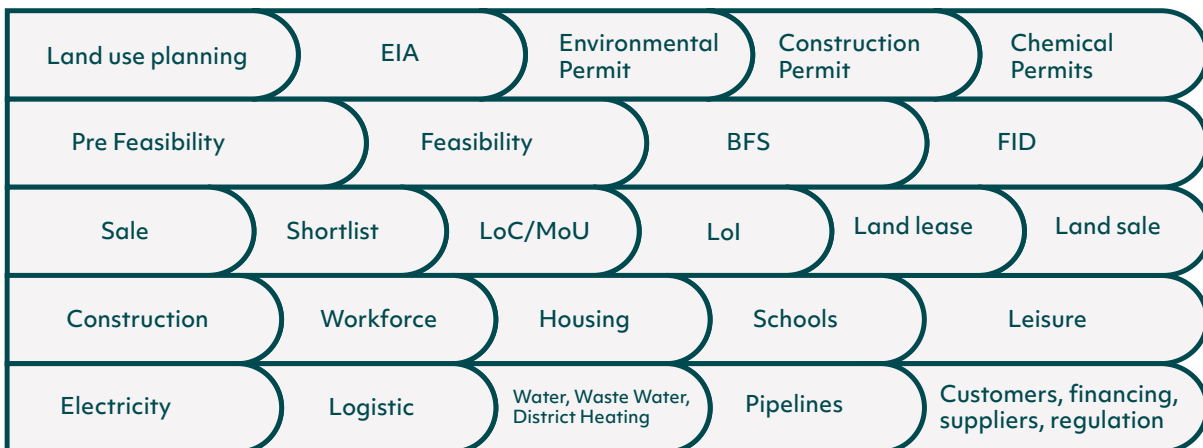 Land use planning
EIA
Environmental
Permit
Construction
Permit
Chemical
Permits
Pre Feasibility
Feasibility
BFS
FID
Sale
Shortlist
LoC/MoU
LoI
Land lease
Land sale
Construction
Workforce
Housing
Schools
Leisure
Electricity
Logistic
Water, Waste Water,
District Heating
Pipelines
Customers, financing,
suppliers, regulation